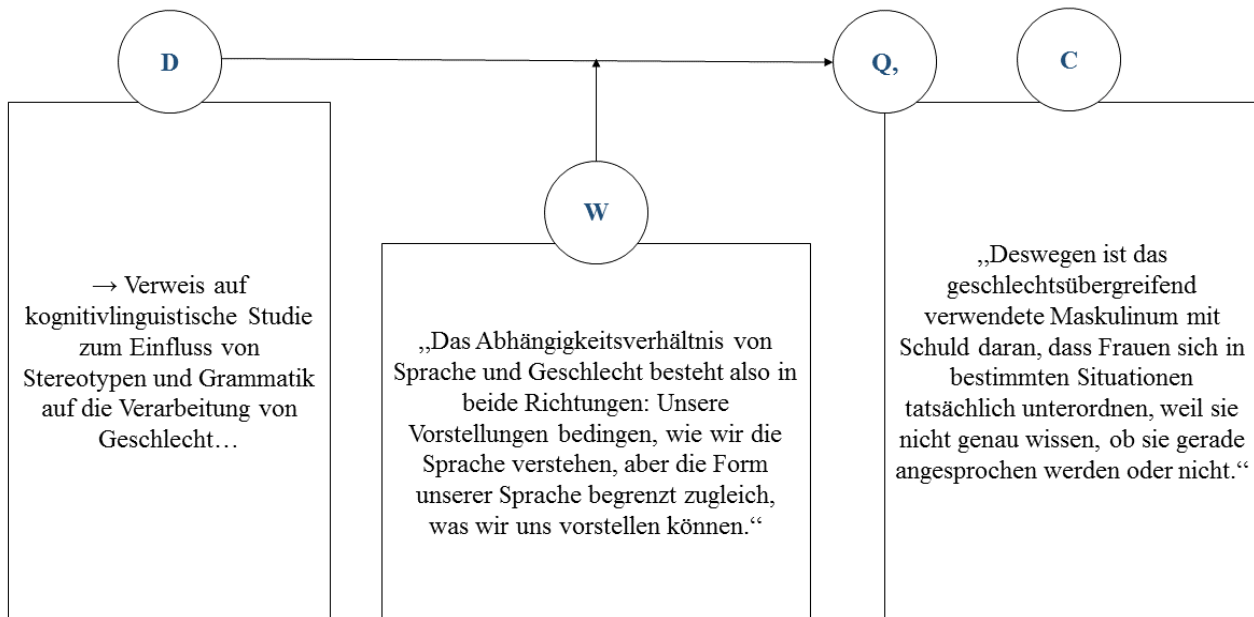 D
Q,
C
W
→ Verweis auf
kognitivlinguistische Studie
zum Einfluss von
Stereotypen und Grammatik
auf die Verarbeitung von
Geschlecht…
,,Das Abhängigkeitsverhältnis von
Sprache und Geschlecht besteht also in
beide Richtungen: Unsere
Vorstellungen bedingen, wie wir die
Sprache verstehen, aber die Form
unserer Sprache begrenzt zugleich,
was wir uns vorstellen können.“
,,Deswegen ist das
geschlechtsübergreifend
verwendete Maskulinum mit
Schuld daran, dass Frauen sich in
bestimmten Situationen
tatsächlich unterordnen, weil sie
nicht genau wissen, ob sie gerade
angesprochen werden oder nicht.“